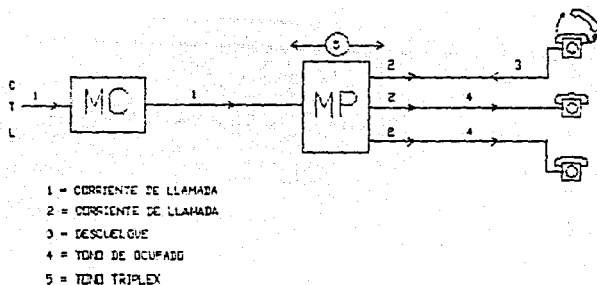 5
2 3
C
T 1 MC 1 MP 2 4
L
2 4
1 = CORRIENTE DE LLAMADA
2 = CORRIENTE DE LLAMADA
3 = DESCUELGUE
4 = TONO DE OCUPADO
5 = TONO TRIPLEX